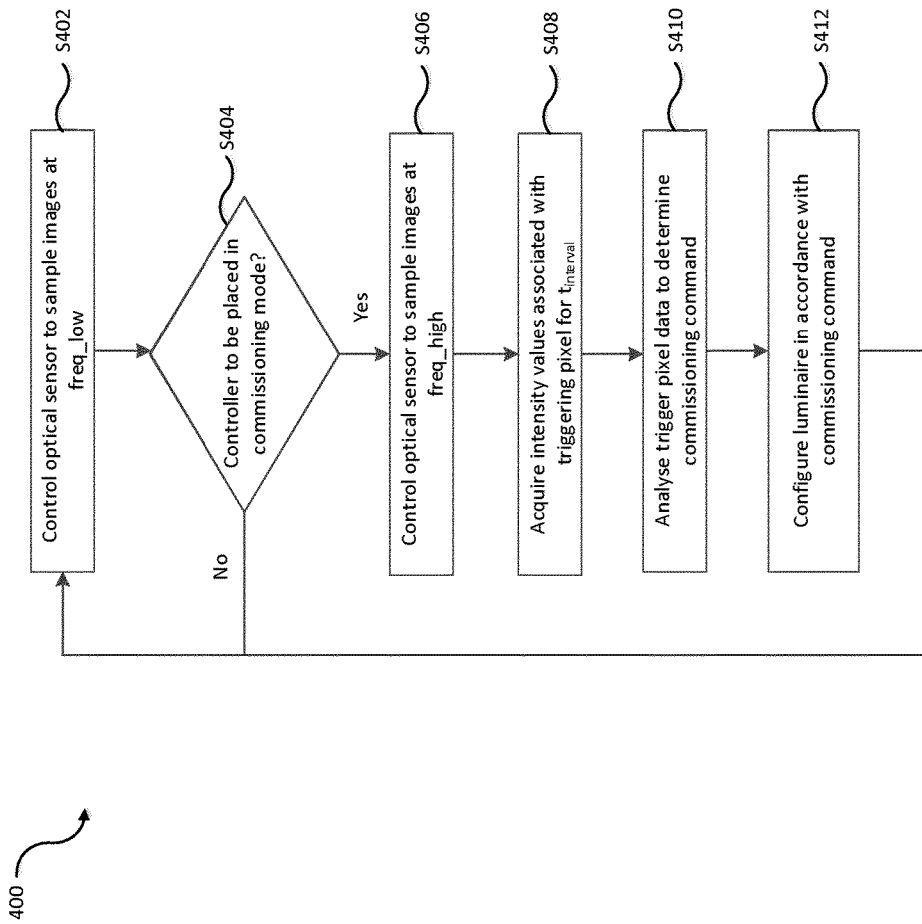 400
Control optical sensor to sample images at
freq_low
S402
Controller to be placed in
commissioning mode?
S404
No
Yes
Control optical sensor to sample images at
freq_high
S406
Acquire intensity values associated with
triggering pixel for tinterval
S408
Analyse trigger pixel data to determine
commissioning command
S410
Configure luminaire in accordance with
commissioning command
S412